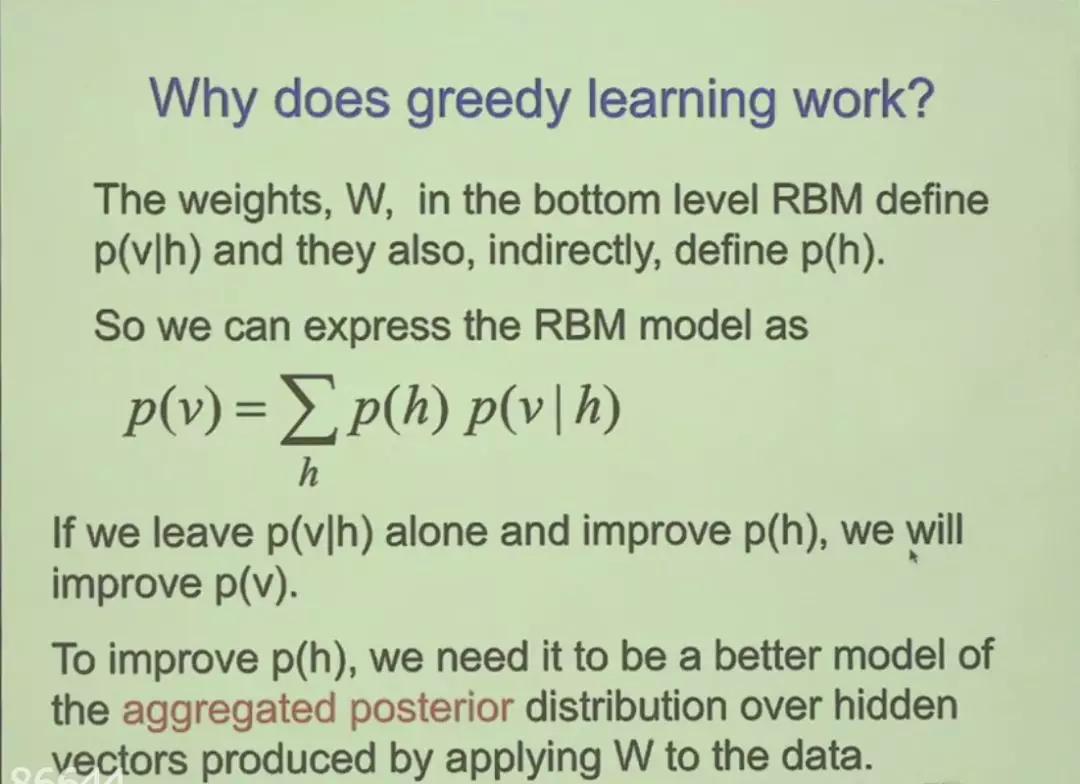 Why does greedy learning work?
The weights, W, in the bottom level RBM define
p(v|h) and they also, indirectly, define p(h).
So we can express the RBM model as
p(v) = ∑ p(h) p(v | h)
h
If we leave p(v|h) alone and improve p(h), we will
improve p(v).
To improve p(h), we need it to be a better model of
the aggregated posterior distribution over hidden
vectors produced by applying W to the data.